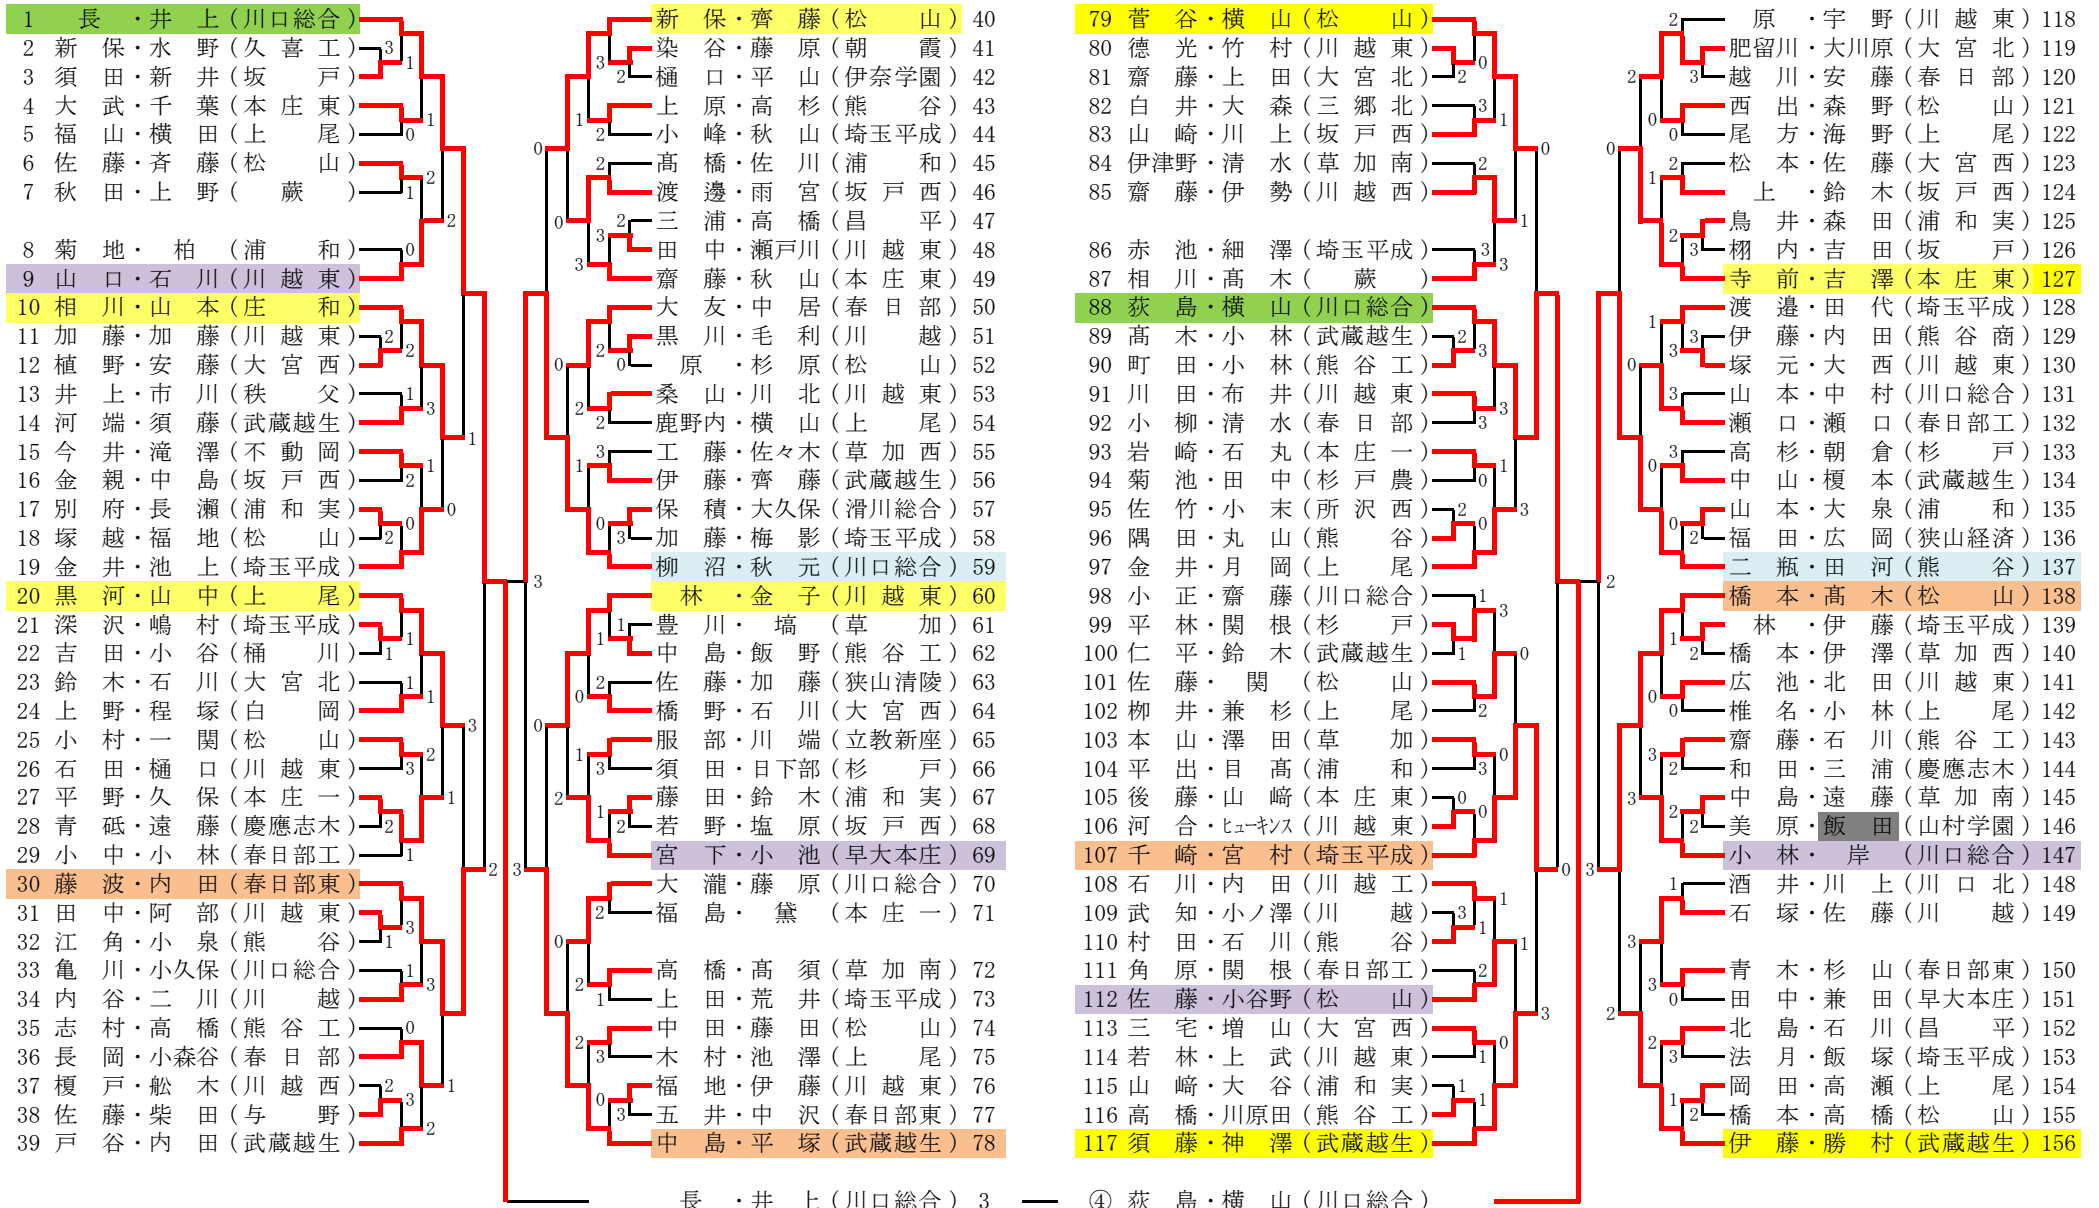 1 長・井上(川口総合)
2 新保・水野(久喜工)
3 須田・新井(坂戸)
4 大武・千葉(本庄東)
5 福山・横田(上尾)
6 佐藤・斉藤(松山)
7 秋田・上野(蕨)
8 菊地・柏(浦和)
9 山口・石川(川越東)
10 相川・山本(庄和)
11 加藤・加藤(川越東)
12 植野・安藤(大宮西)
13 井上・市川(秩父)
14 河端・須藤(武蔵越生)
15 今井・滝澤(不動岡)
16 金親・中島(坂戸西)
17 別府・長瀬(浦和実)
18 塚越・福地(松山)
19 金井・池上(埼玉平成)
20 黒河・山中(上尾)
21 深沢・嶋村(埼玉平成)
22 吉田・小谷(桶川)
23 鈴木・石川(大宮北)
24 上野・程塚(白岡)
25 小村・一関(松山)
26 石田・樋口(川越東)
27 平野・久保(本庄一)
28 青砥・遠藤(慶應志木)
29 小中・小林(春日部工)
30 藤波・内田(春日部東)
31 田中・阿部(川越東)
32 江角・小泉(熊谷)
33 亀川・小久保(川口総合)
34 内谷・二川(川越)
35 志村・高橋(熊谷工)
36 長岡・小森谷(春日部)
37 榎戸・舩木(川越西)
38 佐藤・柴田(与野)
39 戸谷・内田(武蔵越生)
新保・齊藤(松山) 40
染谷・藤原(朝霞) 41
樋口・平山(伊奈学園) 42
上原・高杉(熊谷) 43
小峰・秋山(埼玉平成) 44
髙橋・佐川(浦和) 45
渡邊・雨宮(坂戸西) 46
三浦・高橋(昌平) 47
田中・瀬戸川(川越東) 48
齋藤・秋山(本庄東) 49
大友・中居(春日部) 50
黒川・毛利(川越) 51
原・杉原(松山) 52
桑山・川北(川越東) 53
鹿野内・横山(上尾) 54
工藤・佐々木(草加西) 55
伊藤・齊藤(武蔵越生) 56
保積・大久保(滑川総合) 57
加藤・梅影(埼玉平成) 58
柳沼・秋元(川口総合) 59
林・金子(川越東) 60
豊川・塙(草加) 61
中島・飯野(熊谷工) 62
佐藤・加藤(狭山清陵) 63
橋野・石川(大宮西) 64
服部・川端(立教新座) 65
須田・日下部(杉戸) 66
藤田・鈴木(浦和実) 67
若野・塩原(坂戸西) 68
宮下・小池(早大本庄) 69
大瀧・藤原(川口総合) 70
福島・黛(本庄一) 71
高橋・髙須(草加南) 72
上田・荒井(埼玉平成) 73
中田・藤田(松山) 74
木村・池澤(上尾) 75
福地・伊藤(川越東) 76
五井・中沢(春日部東) 77
中島・平塚(武蔵越生) 78
79 菅谷・横山(松山)
80 德光・竹村(川越東)
81 齋藤・上田(大宮北)
82 白井・大森(三郷北)
83 山崎・川上(坂戸西)
84 伊津野・清水(草加南)
85 齋藤・伊勢(川越西)
86 赤池・細澤(埼玉平成)
87 相川・髙木(蕨)
88 荻島・横山(川口総合)
89 髙木・小林(武蔵越生)
90 町田・小林(熊谷工)
91 川田・布井(川越東)
92 小柳・清水(春日部)
93 岩崎・石丸(本庄一)
94 菊池・田中(杉戸農)
95 佐竹・小末(所沢西)
96 隅田・丸山(熊谷)
97 金井・月岡(上尾)
98 小正・齋藤(川口総合)
99 平林・関根(杉戸)
100 仁平・鈴木(武蔵越生)
101 佐藤・関(松山)
102 栁井・兼杉(上尾)
103 本山・澤田(草加)
104 平出・目髙(浦和)
105 後藤・山﨑(本庄東)
106 河合・ヒューキンス(川越東)
107 千崎・宮村(埼玉平成)
108 石川・内田(川越工)
109 武知・小ノ澤(川越)
110 村田・石川(熊谷)
111 角原・関根(春日部工)
112 佐藤・小谷野(松山)
113 三宅・増山(大宮西)
114 若林・上武(川越東)
115 山﨑・大谷(浦和実)
116 高橋・川原田(熊谷工)
117 須藤・神澤(武蔵越生)
原・宇野(川越東) 118
肥留川・大川原(大宮北) 119
越川・安藤(春日部) 120
西出・森野(松山) 121
尾方・海野(上尾) 122
松本・佐藤(大宮西) 123
上・鈴木(坂戸西) 124
鳥井・森田(浦和実) 125
栩内・吉田(坂戸) 126
寺前・吉澤(本庄東) 127
渡邉・田代(埼玉平成) 128
伊藤・内田(熊谷商) 129
塚元・大西(川越東) 130
山本・中村(川口総合) 131
瀬口・瀬口(春日部工) 132
高杉・朝倉(杉戸) 133
中山・榎本(武蔵越生) 134
山本・大泉(浦和) 135
福田・広岡(狭山経済) 136
二瓶・田河(熊谷) 137
橋本・髙木(松山) 138
林・伊藤(埼玉平成) 139
橋本・伊澤(草加西) 140
広池・北田(川越東) 141
椎名・小林(上尾) 142
齋藤・石川(熊谷工) 143
和田・三浦(慶應志木) 144
中島・遠藤(草加南) 145
美原・飯田(山村学園) 146
小林・岸(川口総合) 147
酒井・川上(川口北) 148
石塚・佐藤(川越) 149
青木・杉山(春日部東) 150
田中・兼田(早大本庄) 151
北島・石川(昌平) 152
法月・飯塚(埼玉平成) 153
岡田・高瀬(上尾) 154
橋本・高橋(松山) 155
伊藤・勝村(武蔵越生) 156
長・井上(川口総合) 3 — ④ 荻島・横山(川口総合)